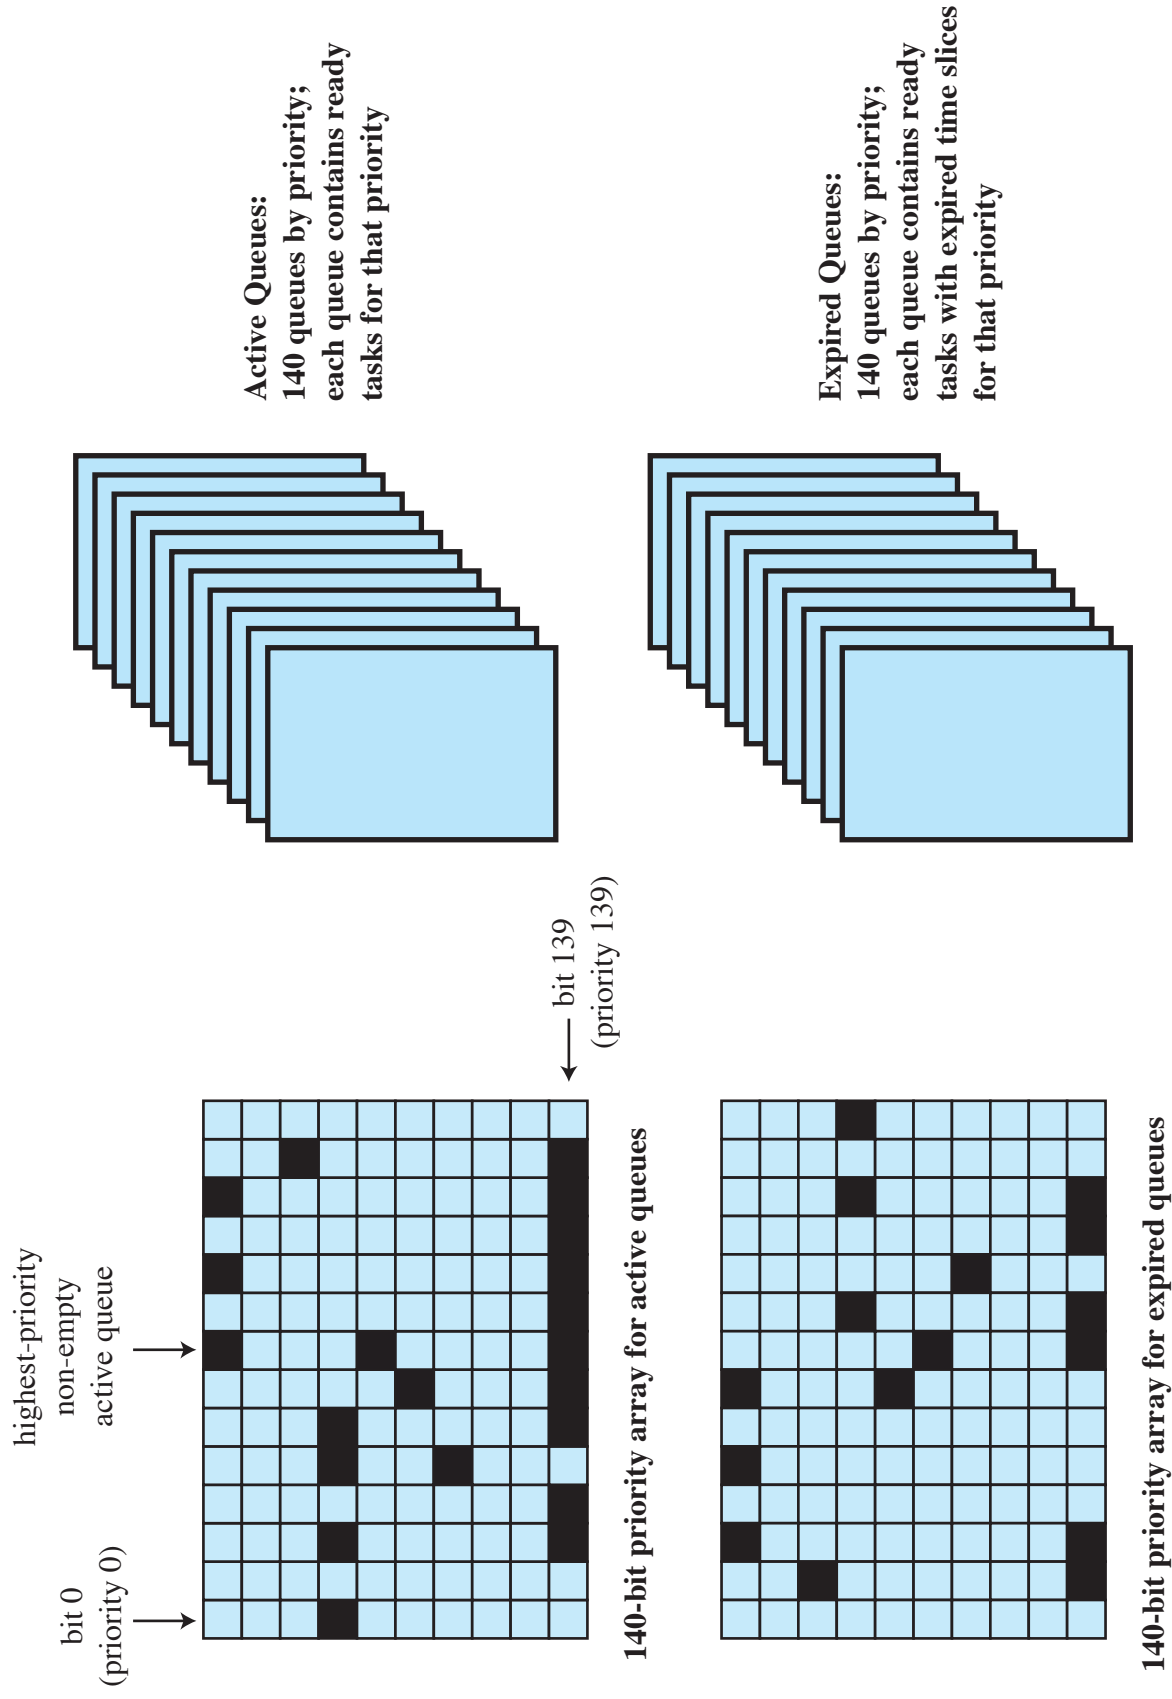 highest-priority
non-empty
active queue
bit 0
(priority 0)
bit 139
(priority 139)
140-bit priority array for active queues
Active Queues:
140 queues by priority;
each queue contains ready
tasks for that priority
140-bit priority array for expired queues
Expired Queues:
140 queues by priority;
each queue contains ready
tasks with expired time slices
for that priority